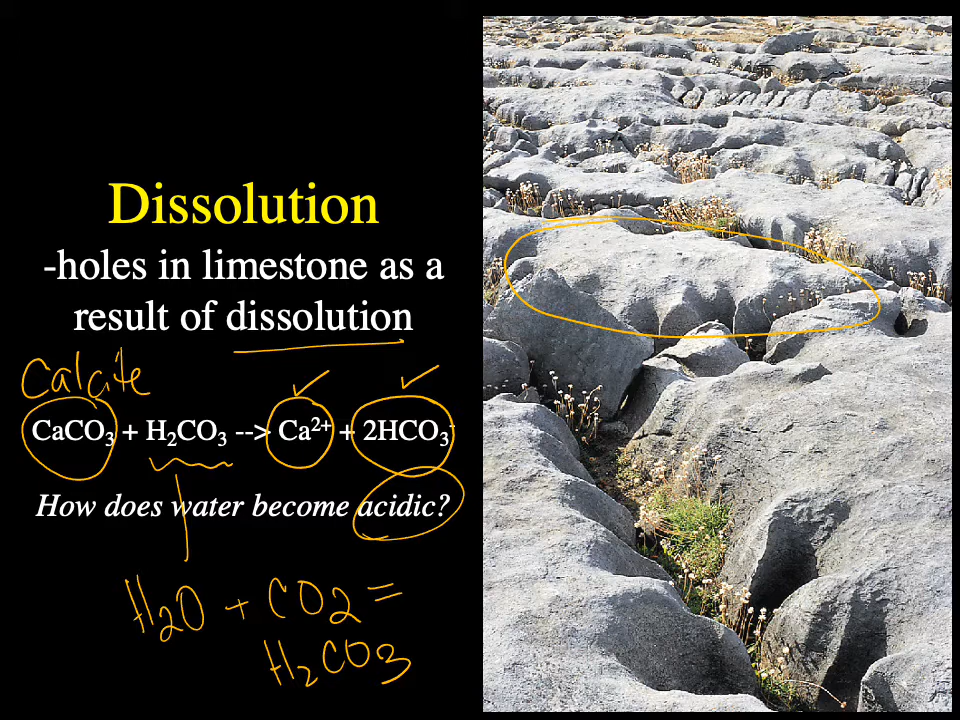 Dissolution
-holes in limestone as a
result of dissolution
Calcite
CaCO₃ + H₂CO₃ --> Ca²⁺ + 2HCO₃⁻
How does water become acidic?
H₂O + CO₂ =
H₂CO₃